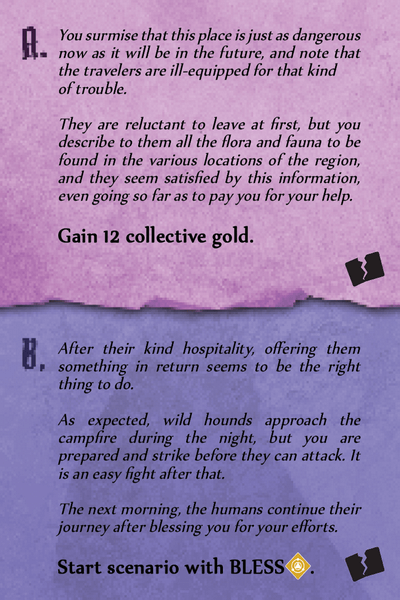 A. You surmise that this place is just as dangerous
now as it will be in the future, and note that
the travelers are ill-equipped for that kind
of trouble.
They are reluctant to leave at first, but you
describe to them all the flora and fauna to be
found in the various locations of the region,
and they seem satisfied by this information,
even going so far as to pay you for your help.
Gain 12 collective gold.
B. After their kind hospitality, offering them
something in return seems to be the right
thing to do.
As expected, wild hounds approach the
campfire during the night, but you are
prepared and strike before they can attack. It
is an easy fight after that.
The next morning, the humans continue their
journey after blessing you for your efforts.
Start scenario with BLESS.